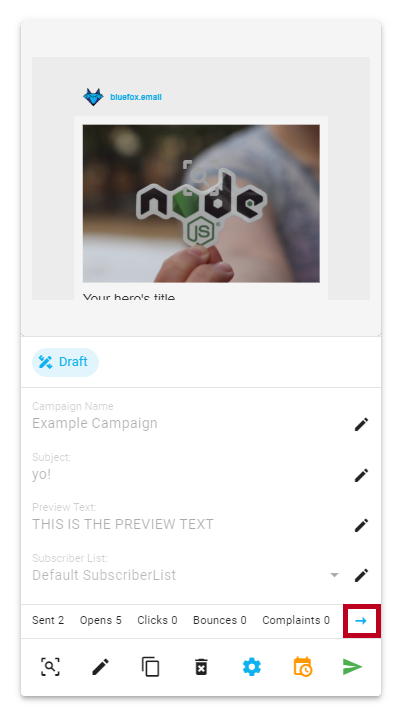 bluefox.email
node
JS
Your hero's title
Draft
Campaign Name
Example Campaign
Subject:
yo!
Preview Text:
THIS IS THE PREVIEW TEXT
Subscriber List:
Default SubscriberList
Sent 2 Opens 5 Clicks 0 Bounces 0 Complaints 0